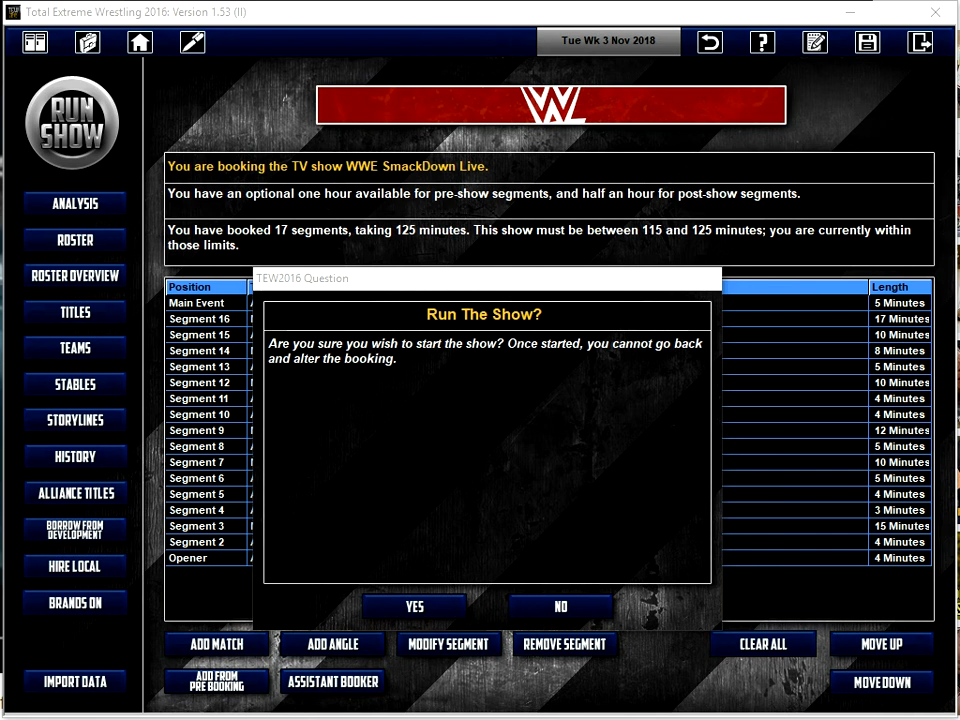 Total Extreme Wrestling 2016: Version 1.53 (II)
Tue Wk 3 Nov 2018
RUN
SHOW
You are booking the TV show WWE SmackDown Live.
You have an optional one hour available for pre-show segments, and half an hour for post-show segments.
You have booked 17 segments, taking 125 minutes. This show must be between 115 and 125 minutes; you are currently within
those limits.
ANALYSIS
ROSTER
ROSTER OVERVIEW
TITLES
TEAMS
STABLES
STORYLINES
HISTORY
ALLIANCE TITLES
BORROW FROM
DEVELOPMENT
HIRE LOCAL
BRANDS ON
IMPORT DATA
TEW2016 Question
Run The Show?
Are you sure you wish to start the show? Once started, you cannot go back
and alter the booking.
YES NO
Position Length
Main Event 5 Minutes
Segment 16 17 Minutes
Segment 15 10 Minutes
Segment 14 8 Minutes
Segment 13 5 Minutes
Segment 12 10 Minutes
Segment 11 4 Minutes
Segment 10 4 Minutes
Segment 9 12 Minutes
Segment 8 5 Minutes
Segment 7 10 Minutes
Segment 6 5 Minutes
Segment 5 4 Minutes
Segment 4 3 Minutes
Segment 3 15 Minutes
Segment 2 4 Minutes
Opener 4 Minutes
ADD MATCH ADD ANGLE MODIFY SEGMENT REMOVE SEGMENT CLEAR ALL MOVE UP
ADD FROM
PRE BOOKING
ASSISTANT BOOKER MOVE DOWN